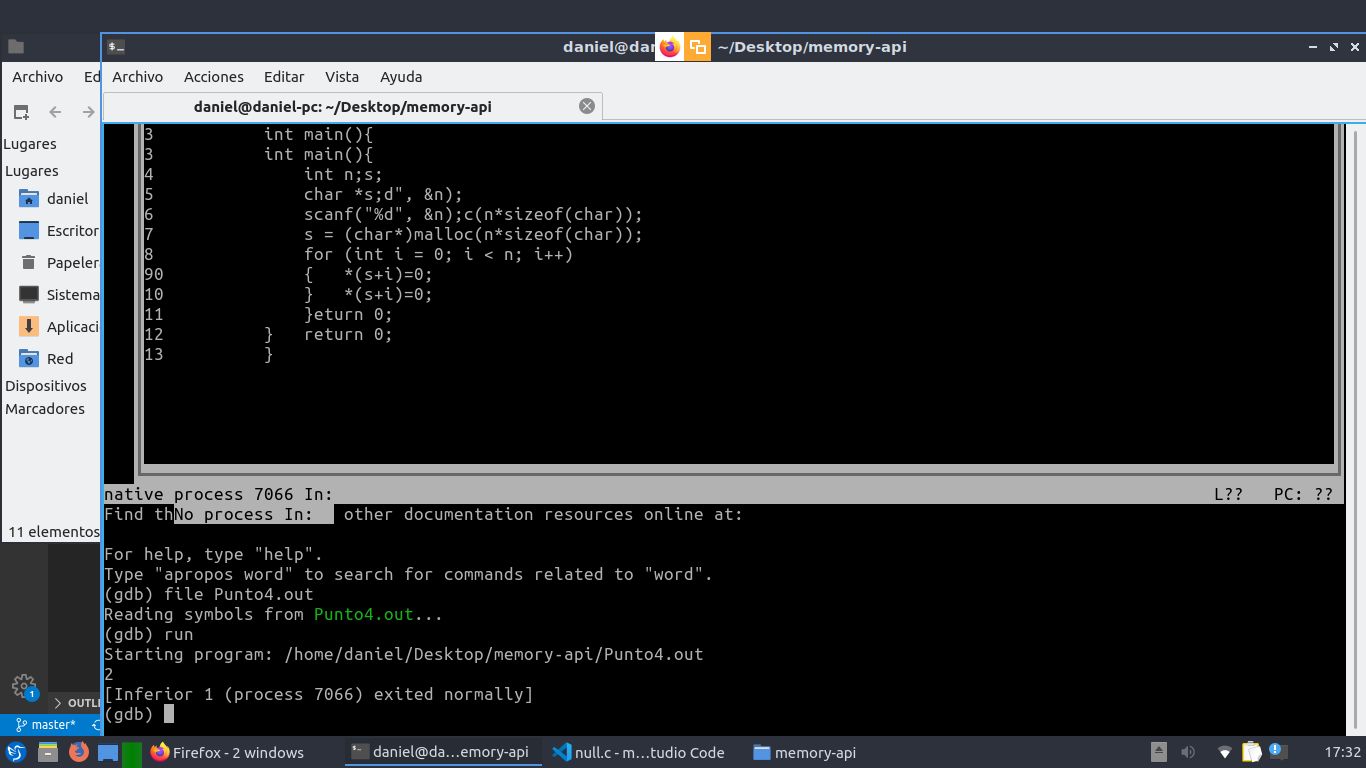 daniel@dan ~/Desktop/memory-api
Archivo Ed
Archivo Acciones Editar Vista Ayuda
daniel@daniel-pc: ~/Desktop/memory-api
Lugares
Lugares
daniel
Escritor
Papeler
Sistema
Aplicaci
Red
Dispositivos
Marcadores
11 elementos
3 int main(){
3 int main(){
4 int n;s;
5 char *s;d", &n);
6 scanf("%d", &n);c(n*sizeof(char));
7 s = (char*)malloc(n*sizeof(char));
8 for (int i = 0; i < n; i++)
90 { *(s+i)=0;
10 } *(s+i)=0;
11 }eturn 0;
12 } return 0;
13 }
native process 7066 In: L?? PC: ??
Find thNo process In: other documentation resources online at:
For help, type "help".
Type "apropos word" to search for commands related to "word".
(gdb) file Punto4.out
Reading symbols from Punto4.out...
(gdb) run
Starting program: /home/daniel/Desktop/memory-api/Punto4.out
2
[Inferior 1 (process 7066) exited normally]
(gdb)
1
OUTLI
master*
Firefox - 2 windows
daniel@da...emory-api
null.c - m...tudio Code
memory-api
17:32